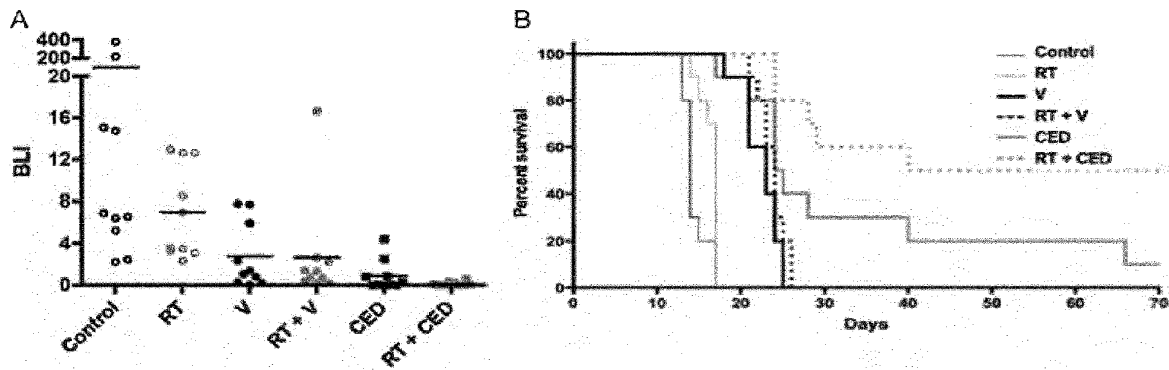 A
BLI
400
200
20
16
12
8
4
0
Control
RT
V
RT + V
CED
RT + CED
B
Percent survival
100
80
60
40
20
0
0 10 20 30 40 50 60 70
Days
Control
RT
V
RT + V
CED
RT + CED